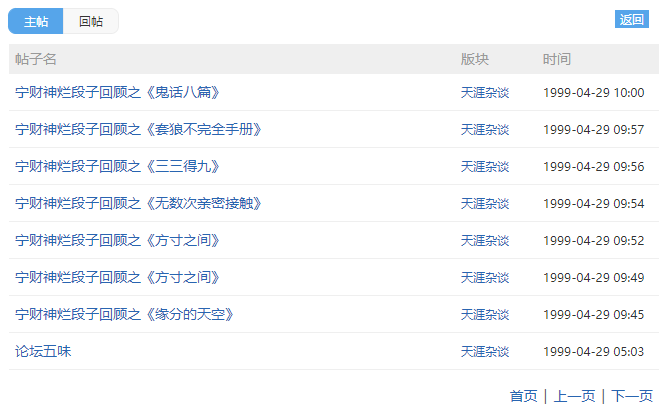 主帖 回帖 返回
帖子名 版块 时间
宁财神烂段子回顾之《鬼话八篇》 天涯杂谈 1999-04-29 10:00
宁财神烂段子回顾之《套狼不完全手册》 天涯杂谈 1999-04-29 09:57
宁财神烂段子回顾之《三三得九》 天涯杂谈 1999-04-29 09:56
宁财神烂段子回顾之《无数次亲密接触》 天涯杂谈 1999-04-29 09:54
宁财神烂段子回顾之《方寸之间》 天涯杂谈 1999-04-29 09:52
宁财神烂段子回顾之《方寸之间》 天涯杂谈 1999-04-29 09:49
宁财神烂段子回顾之《缘分的天空》 天涯杂谈 1999-04-29 09:45
论坛五味 天涯杂谈 1999-04-29 05:03
首页 | 上一页 | 下一页